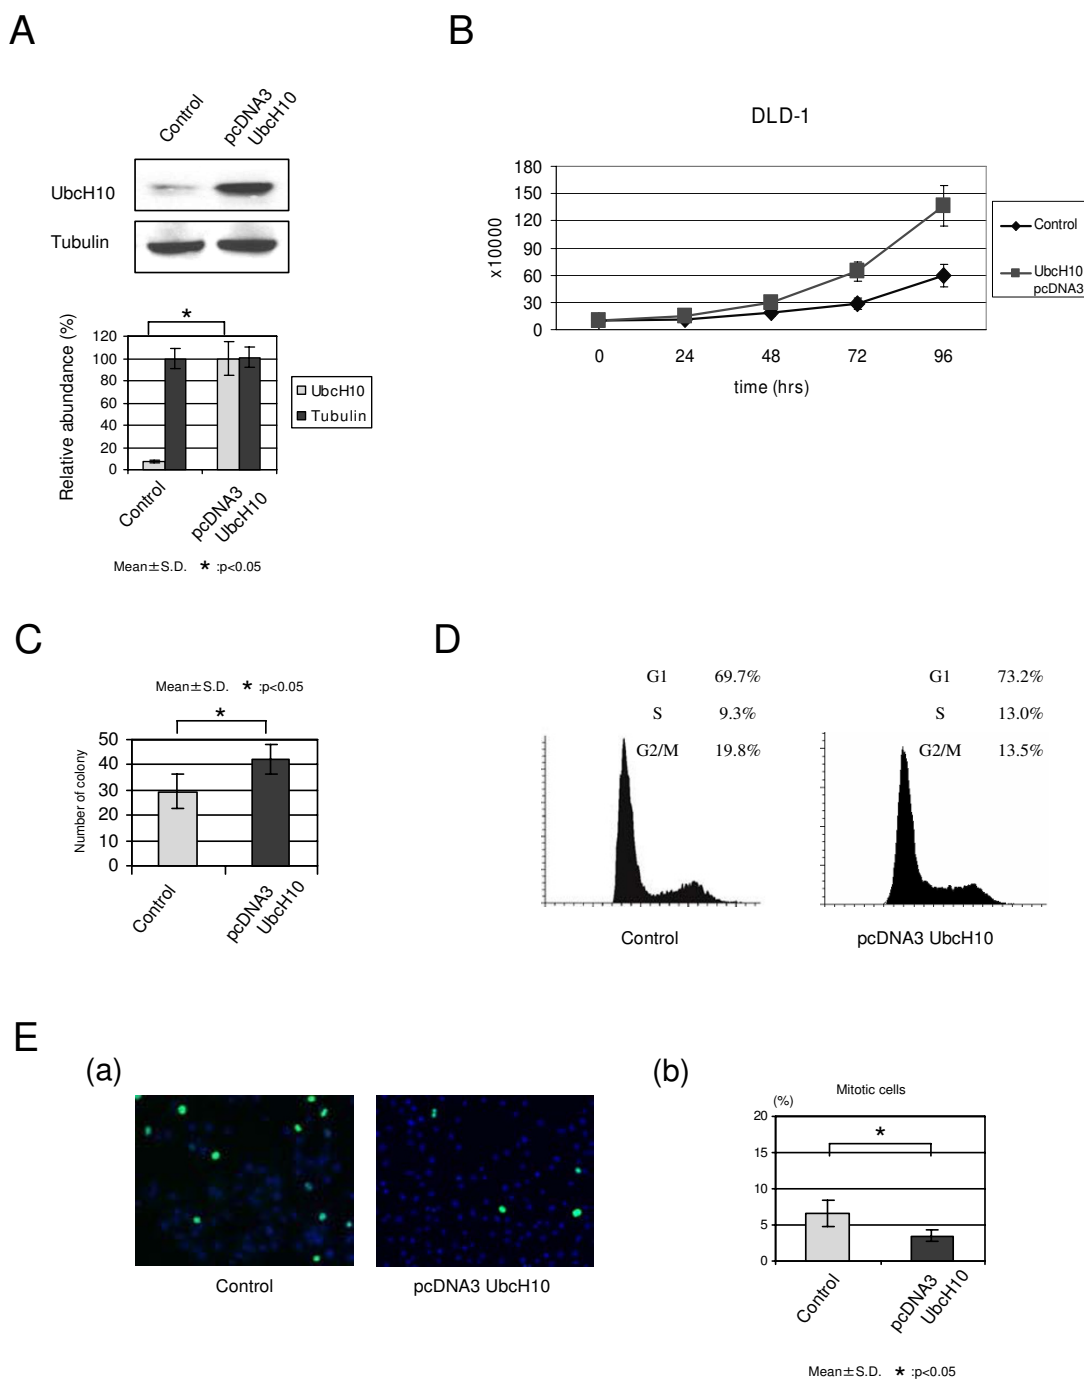 A
Control
pcDNA3
UbcH10
UbcH10
Tubulin
*
Relative abundance (%)
120
100
80
60
40
20
0
UbcH10
Tubulin
Control
pcDNA3
UbcH10
Mean±S.D. * :p<0.05
B
DLD-1
x10000
180
150
120
90
60
30
0
0 24 48 72 96
time (hrs)
Control
UbcH10
pcDNA3
C
Mean±S.D. * :p<0.05
*
Number of colony
50
40
30
20
10
0
Control
pcDNA3
UbcH10
D
G1 69.7%
S 9.3%
G2/M 19.8%
Control
G1 73.2%
S 13.0%
G2/M 13.5%
pcDNA3 UbcH10
E
(a)
Control
pcDNA3 UbcH10
(b)
Mitotic cells
(%)
20
15
10
5
0
*
Control
pcDNA3
UbcH10
Mean±S.D. * :p<0.05